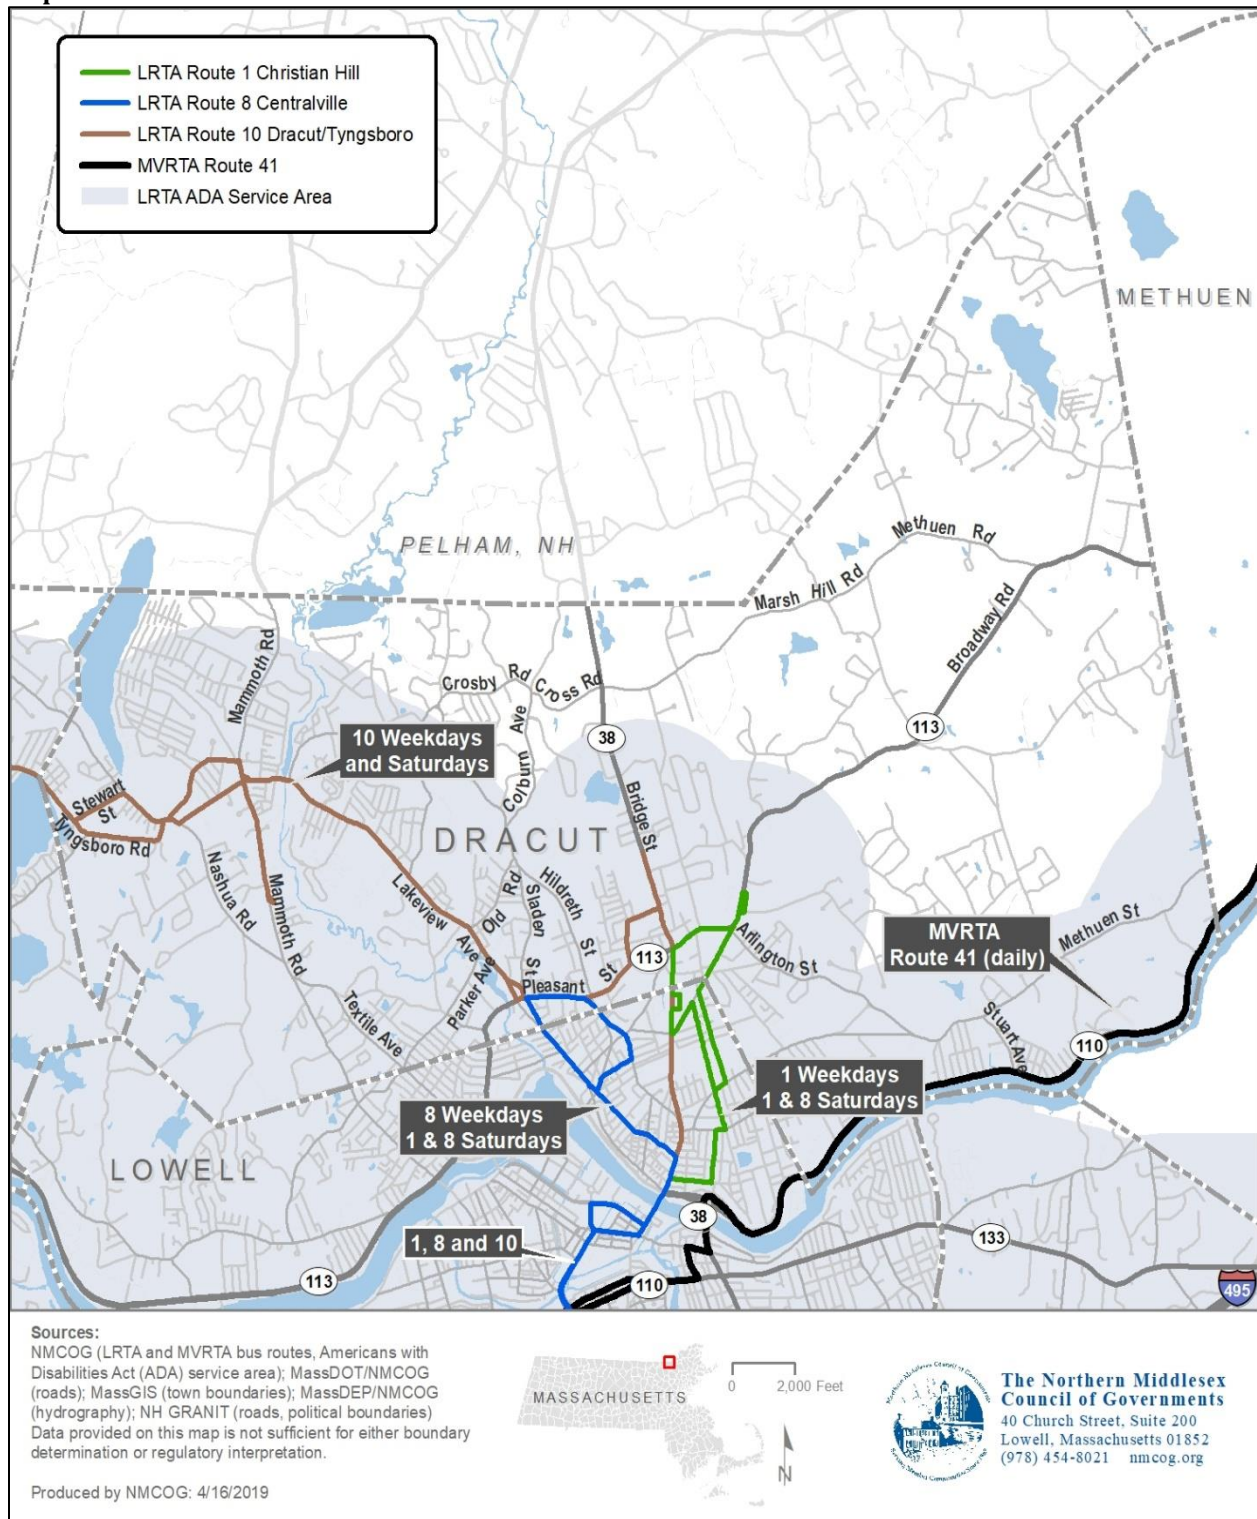 LRTA Route 1 Christian Hill
LRTA Route 8 Centralville
LRTA Route 10 Dracut/Tyngsboro
MVRTA Route 41
LRTA ADA Service Area
METHUEN
PELHAM, NH
Methuen Rd
Marsh Hill Rd
Broadway Rd
Mammoth Rd
Crosby Rd
Cross Rd
Colburn Ave
113
38
10 Weekdays
and Saturdays
Stewart St
Tyngsboro Rd
Bridge St
DRACUT
Nashua Rd
Mammoth Rd
Lakeview Ave
Old Rd
Sladen St
Hildreth St
Arlington St
113
Pleasant St
Parker Ave
Textile Ave
Methuen St
MVRTA
Route 41 (daily)
Stuart Ave
110
1 Weekdays
1 & 8 Saturdays
8 Weekdays
1 & 8 Saturdays
LOWELL
38
133
1, 8 and 10
113
110
495
Sources:
NMCOG (LRTA and MVRTA bus routes, Americans with
Disabilities Act (ADA) service area); MassDOT/NMCOG
(roads); MassGIS (town boundaries); MassDEP/NMCOG
(hydrography); NH GRANIT (roads, political boundaries)
Data provided on this map is not sufficient for either boundary
determination or regulatory interpretation.
Produced by NMCOG: 4/16/2019
MASSACHUSETTS
0 2,000 Feet
N
The Northern Middlesex
Council of Governments
40 Church Street, Suite 200
Lowell, Massachusetts 01852
(978) 454-8021 nmcog.org